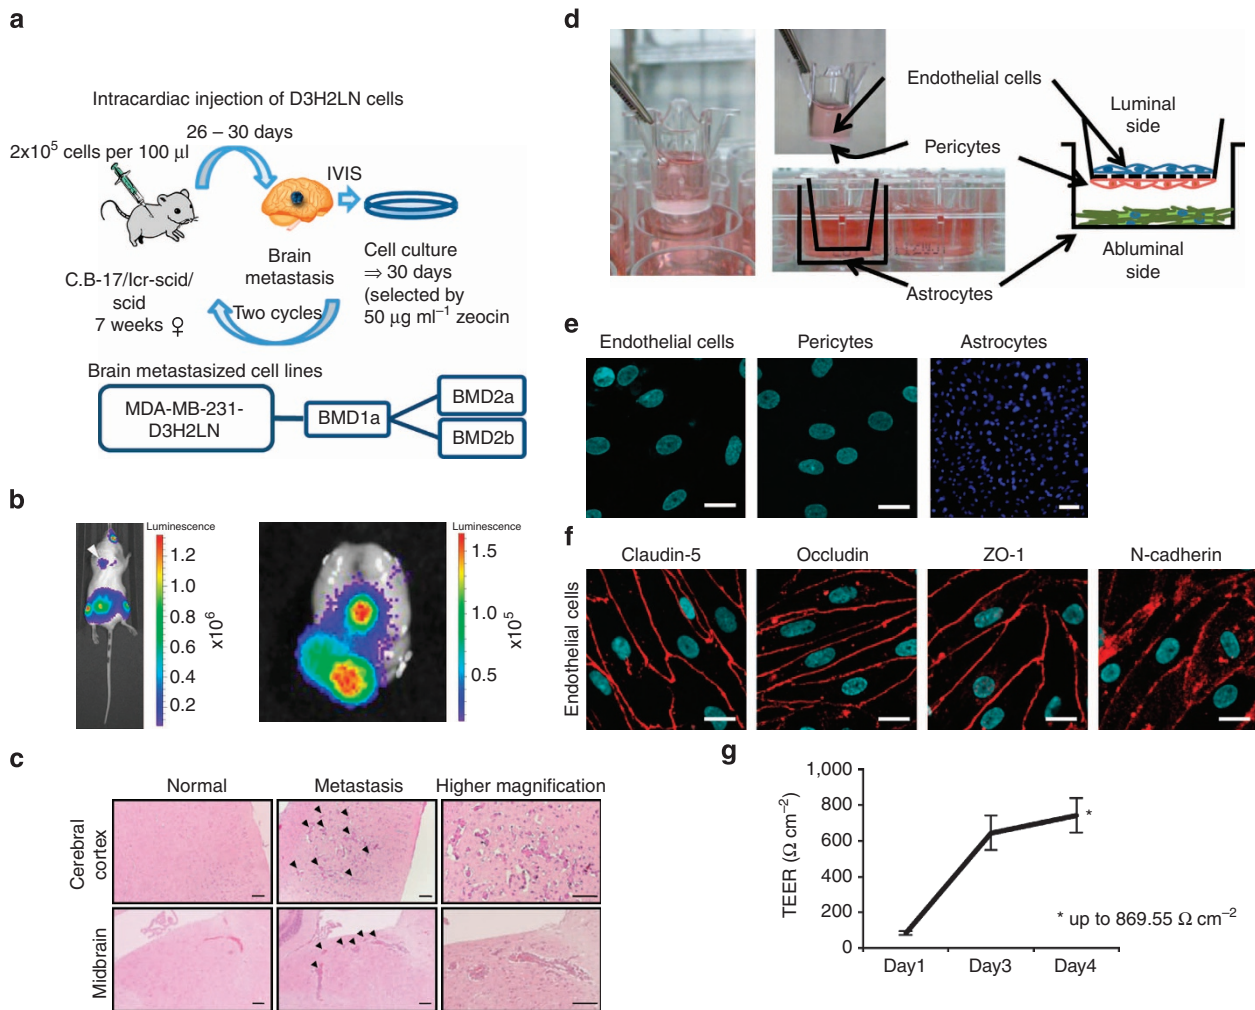 a
Intracardiac injection of D3H2LN cells
26 – 30 days
2x10⁵ cells per 100 µl
IVIS
Brain
metastasis
Cell culture
⇒ 30 days
(selected by
50 µg ml⁻¹ zeocin
C.B-17/Icr-scid/
scid
7 weeks ♀
Two cycles
Brain metastasized cell lines
MDA-MB-231-
D3H2LN
BMD1a
BMD2a
BMD2b
b
Luminescence
1.2
1.0
0.8
0.6
0.4
0.2
x10⁶
Luminescence
1.5
1.0
0.5
x10⁵
c
Normal
Metastasis
Higher magnification
Cerebral
cortex
Midbrain
d
Endothelial cells
Pericytes
Astrocytes
Luminal
side
Abluminal
side
e
Endothelial cells
Pericytes
Astrocytes
f
Claudin-5
Occludin
ZO-1
N-cadherin
Endothelial cells
g
TEER (Ω cm⁻²)
1,000
800
600
400
200
0
*
* up to 869.55 Ω cm⁻²
Day1
Day3
Day4